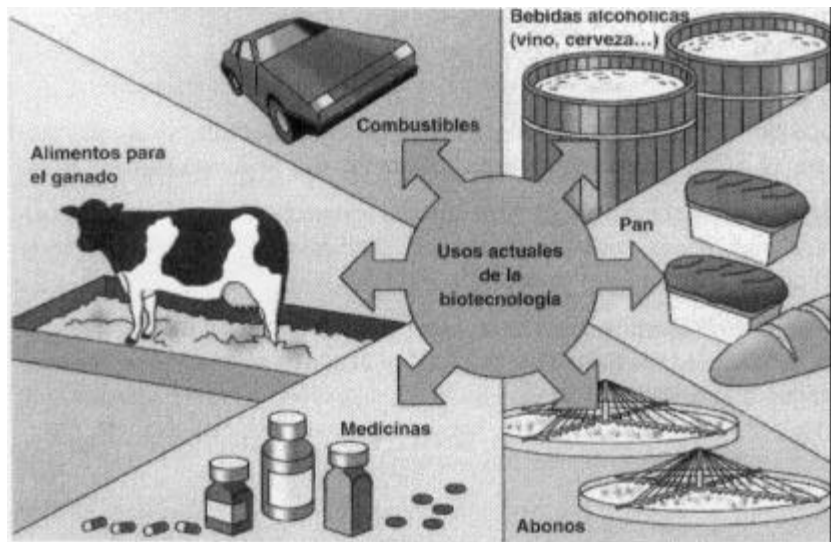 Bebidas alcohólicas
(vino, cerveza...)
Combustibles
Alimentos para
el ganado
Pan
Usos actuales
de la
biotecnología
Medicinas
Abonos